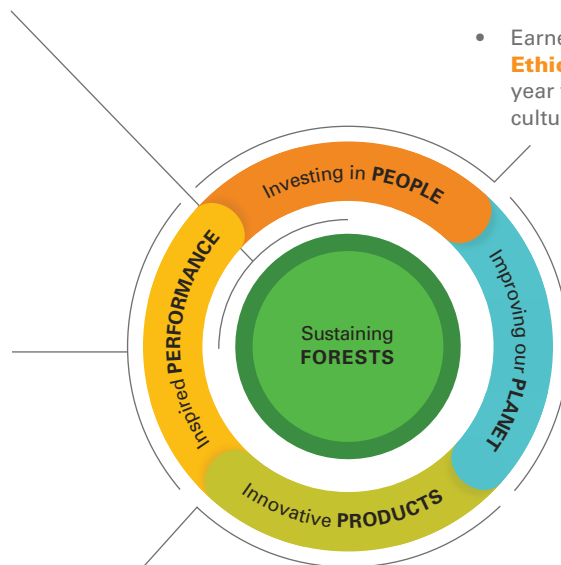 • Earne
Ethic
year
cultu
Investing in PEOPLE
Improving our PLANET
Inspired PERFORMANCE
Sustaining
FORESTS
Innovative PRODUCTS